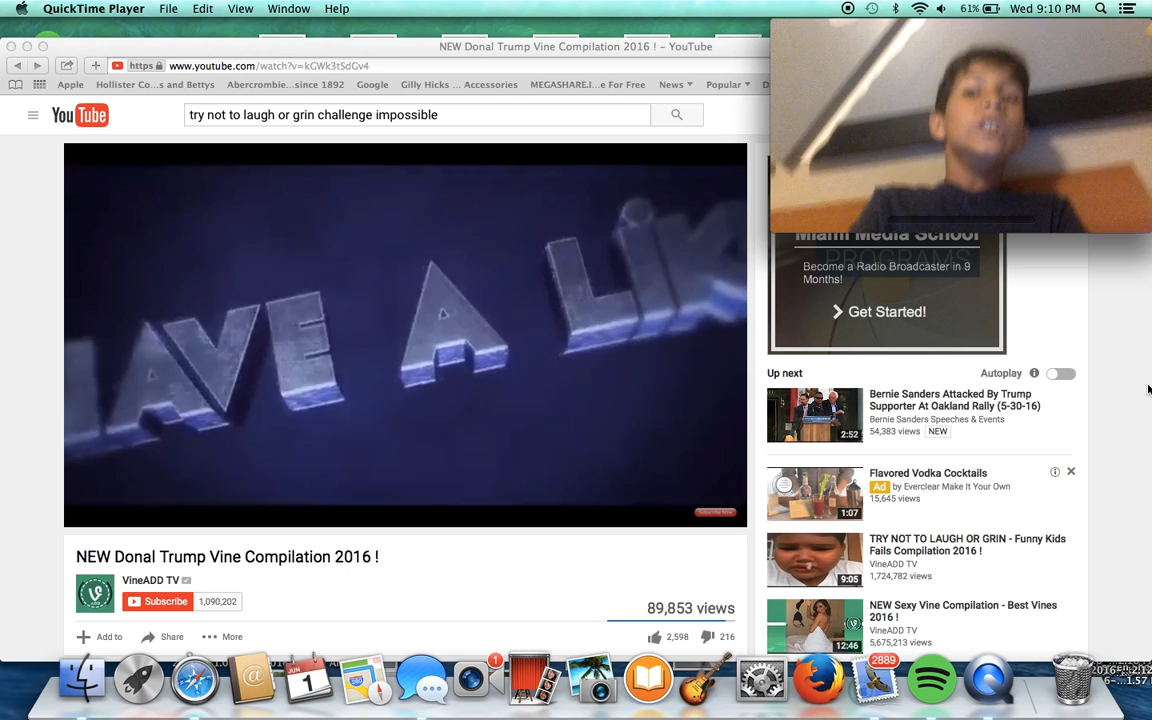 QuickTime Player File Edit View Window Help 61% Wed 9:10 PM
NEW Donal Trump Vine Compilation 2016 ! – YouTube
https www.youtube.com/watch?v=kGWk3tSdGv4
Apple Hollister Co...s and Bettys Abercrombie...since 1892 Google Gilly Hicks ... Accessories MEGASHARE.I...e For Free News Popular
YouTube try not to laugh or grin challenge impossible
AVE A LIK
Subscribe Now
Miami Media School
PROGRAMS
Become a Radio Broadcaster in 9
Months!
Get Started!
Up next Autoplay
Bernie Sanders Attacked By Trump
Supporter At Oakland Rally (5-30-16)
Bernie Sanders Speeches & Events
54,383 views NEW
2:52
Flavored Vodka Cocktails
Ad by Everclear Make It Your Own
15,645 views
1:07
TRY NOT TO LAUGH OR GRIN - Funny Kids
Fails Compilation 2016 !
VineADD TV
1,724,782 views
9:05
NEW Sexy Vine Compilation - Best Vines
2016 !
VineADD TV
5,675,213 views
12:46
NEW Donal Trump Vine Compilation 2016 !
VineADD TV
Subscribe 1,090,202
89,853 views
Add to Share More 2,598 216
JUN
1
1
2889